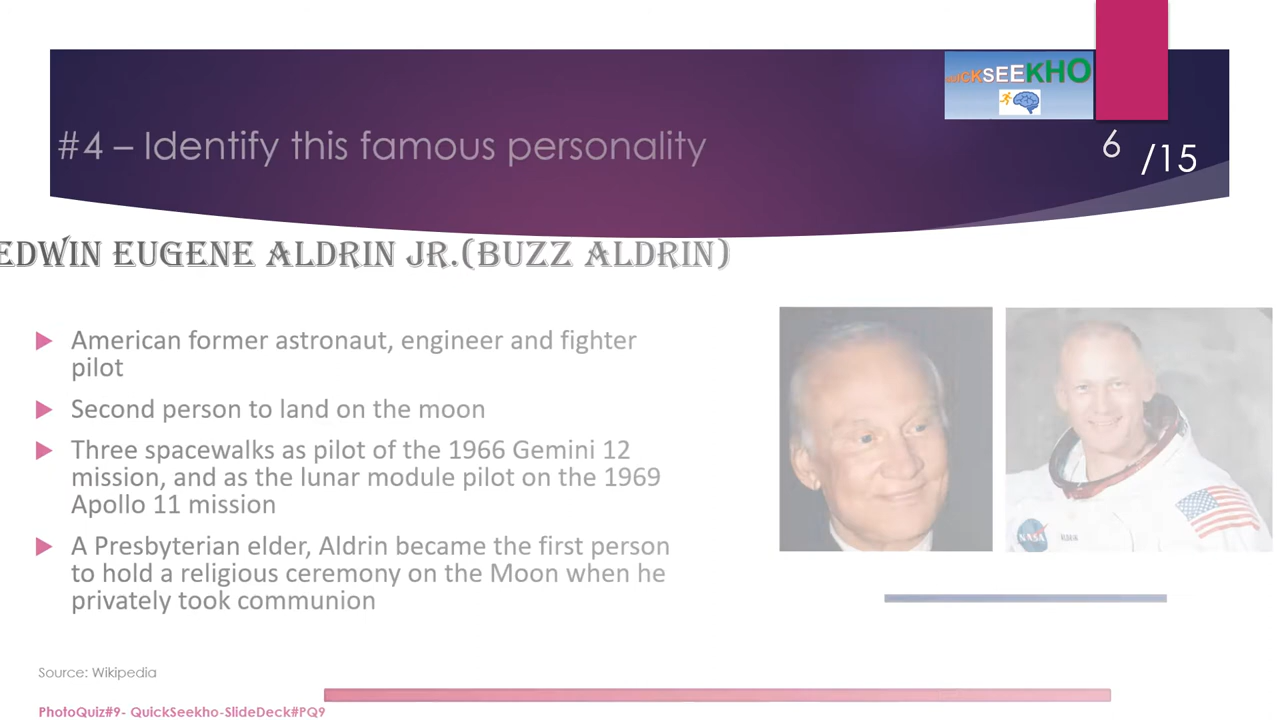 QUICKSEEKHO
#4 – Identify this famous personality
6 /15
EDWIN EUGENE ALDRIN JR.(BUZZ ALDRIN)
American former astronaut, engineer and fighter
pilot
Second person to land on the moon
Three spacewalks as pilot of the 1966 Gemini 12
mission, and as the lunar module pilot on the 1969
Apollo 11 mission
A Presbyterian elder, Aldrin became the first person
to hold a religious ceremony on the Moon when he
privately took communion
NASA
Source: Wikipedia
PhotoQuiz#9- QuickSeekho-SlideDeck#PQ9